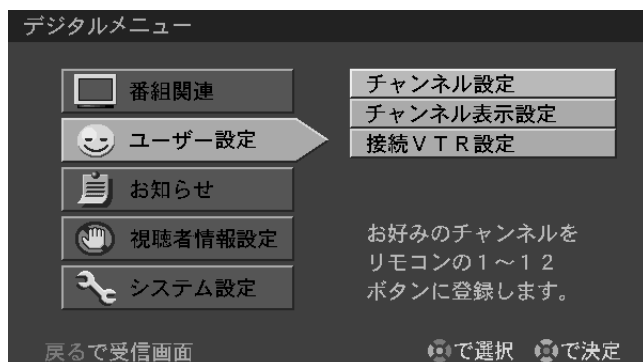 デジタルメニュー
番組関連
ユーザー設定
お知らせ
視聴者情報設定
システム設定
チャンネル設定
チャンネル表示設定
接続VTR設定
お好みのチャンネルを
リモコンの1～12
ボタンに登録します。
戻るで受信画面
で選択 で決定